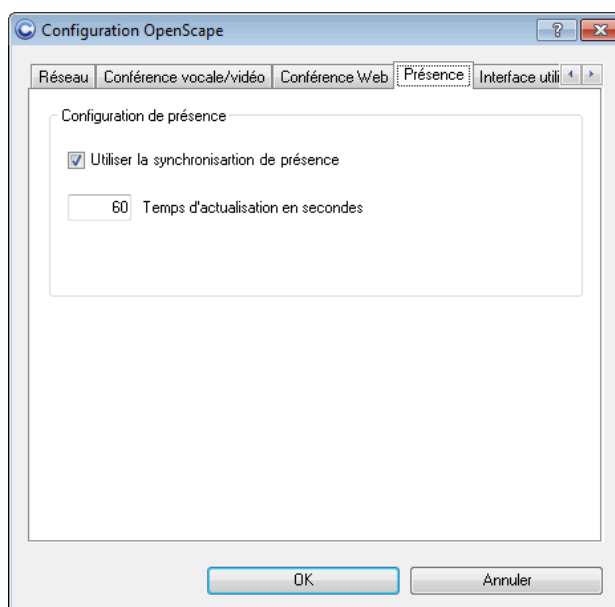 Configuration OpenScape
Réseau Conférence vocale/vidéo Conférence Web Présence Interface utili
Configuration de présence
Utiliser la synchronisartion de présence
60 Temps d'actualisation en secondes
OK Annuler